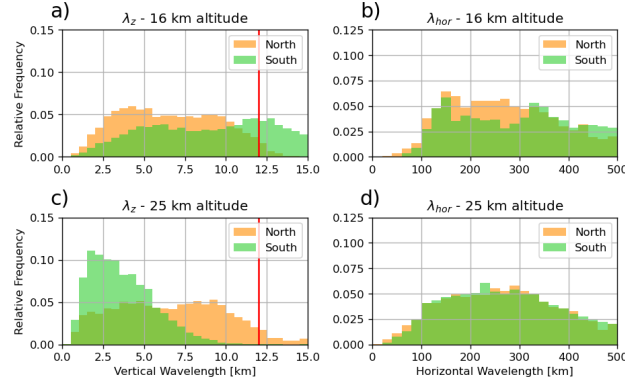 a)
λz - 16 km altitude
Relative Frequency
0.15
0.10
0.05
0.00
0.0 2.5 5.0 7.5 10.0 12.5 15.0
North
South
b)
λhor - 16 km altitude
0.125
0.100
0.075
0.050
0.025
0.000
0 100 200 300 400 500
North
South
c)
λz - 25 km altitude
Relative Frequency
0.15
0.10
0.05
0.00
0.0 2.5 5.0 7.5 10.0 12.5 15.0
Vertical Wavelength [km]
North
South
d)
λhor - 25 km altitude
0.125
0.100
0.075
0.050
0.025
0.000
0 100 200 300 400 500
Horizontal Wavelength [km]
North
South